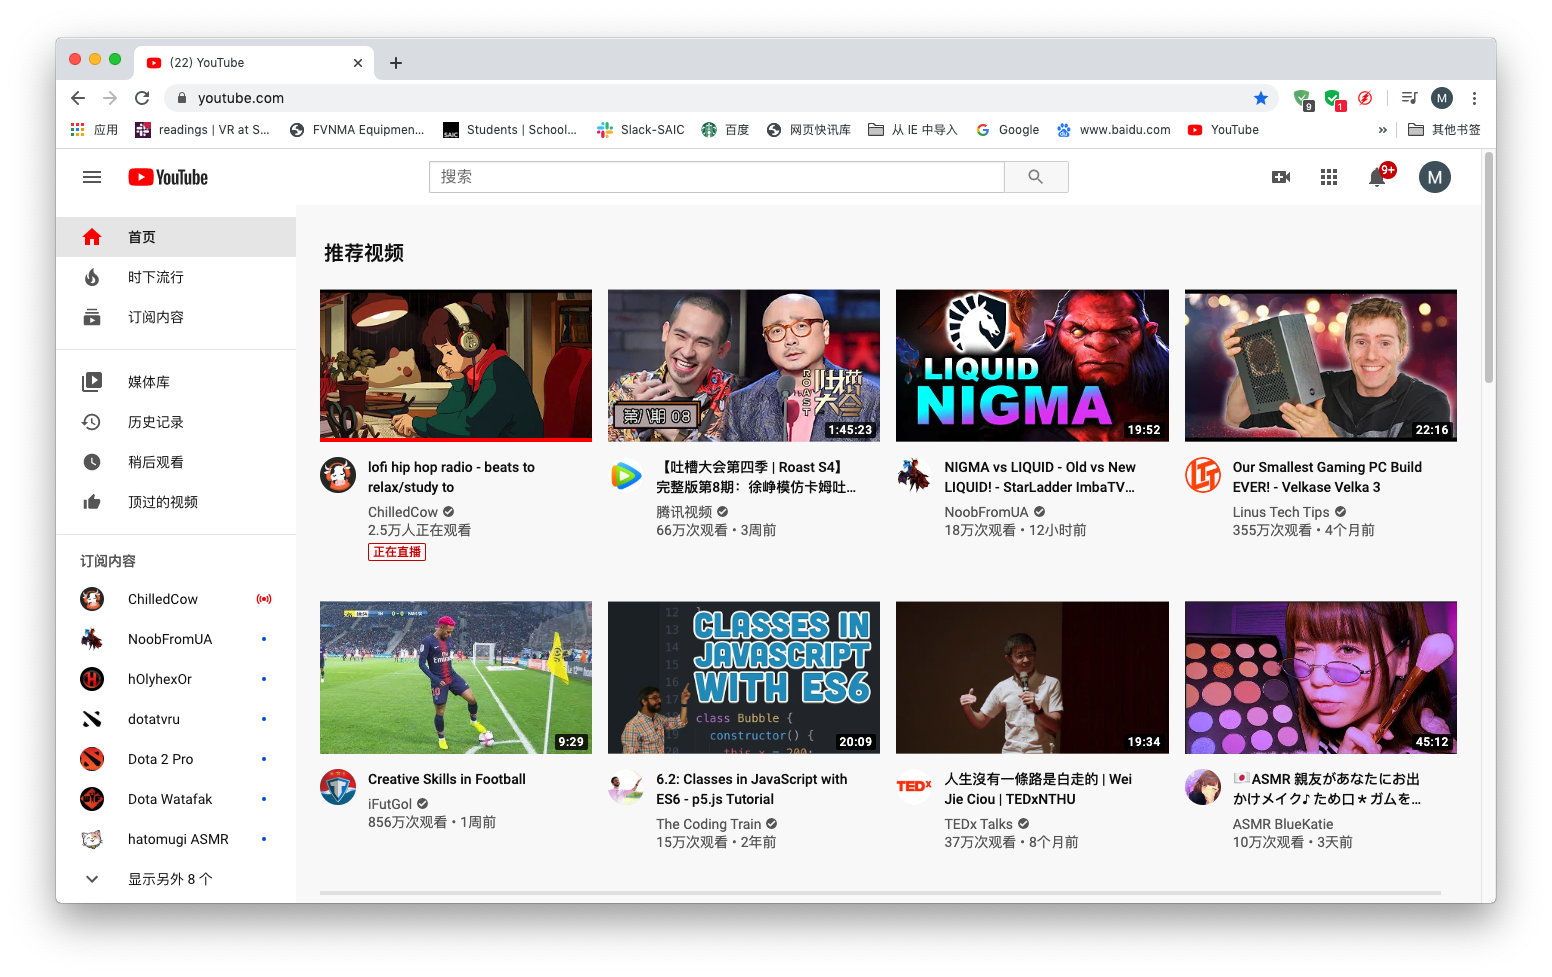 (22) YouTube
youtube.com
9
1
M
应用
readings | VR at S...
FVNMA Equipmen...
SAIC
Students | School...
Slack-SAIC
百度
网页快讯库
从 IE 中导入
Google
www.baidu.com
YouTube
»
其他书签
YouTube
搜索
9+
M
首页
时下流行
订阅内容
媒体库
历史记录
稍后观看
顶过的视频
订阅内容
ChilledCow
NoobFromUA
h0lyhex0r
dotatvru
Dota 2 Pro
Dota Watafak
hatomugi ASMR
显示另外 8 个
推荐视频
lofi hip hop radio - beats to
relax/study to
ChilledCow
2.5万人正在观看
正在直播
ROAST
吐槽大会
第八期 08
1:45:23
【吐槽大会第四季 | Roast S4】
完整版第8期：徐峥模仿卡姆吐...
腾讯视频
66万次观看 • 3周前
LIQUID
NIGMA
19:52
NIGMA vs LIQUID - Old vs New
LIQUID! - StarLadder ImbaTV...
NoobFromUA
18万次观看 • 12小时前
22:16
LTT
Our Smallest Gaming PC Build
EVER! - Velkase Velka 3
Linus Tech Tips
355万次观看 • 4个月前
9:29
Creative Skills in Football
iFutGol
856万次观看 • 1周前
12 }
13
14
15
16
17
CLASSES IN
JAVASCRIPT
WITH ES6
class Bubble {
constructor() {
this.x = 200;
20:09
6.2: Classes in JavaScript with
ES6 - p5.js Tutorial
The Coding Train
15万次观看 • 2年前
19:34
TEDx
人生沒有一條路是白走的 | Wei
Jie Ciou | TEDxNTHU
TEDx Talks
37万次观看 • 8个月前
45:12
🇯🇵ASMR 親友があなたにお出
かけメイク♪ ため口＊ガムを...
ASMR BlueKatie
10万次观看 • 3天前